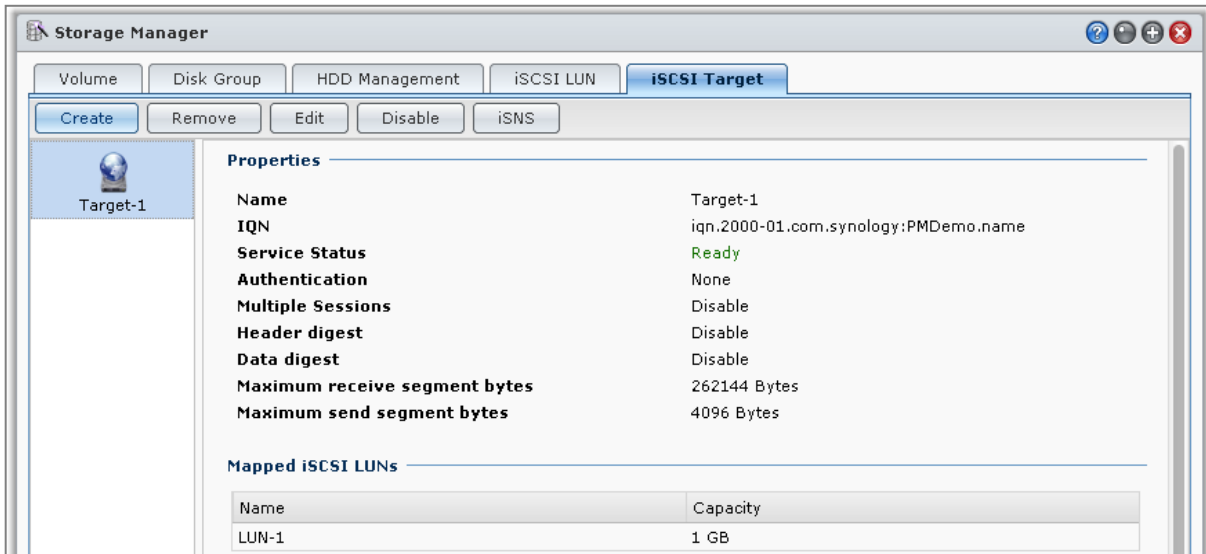 Storage Manager
Volume Disk Group HDD Management iSCSI LUN iSCSI Target
Create Remove Edit Disable iSNS
Target-1
Properties
Name Target-1
IQN iqn.2000-01.com.synology:PMDemo.name
Service Status Ready
Authentication None
Multiple Sessions Disable
Header digest Disable
Data digest Disable
Maximum receive segment bytes 262144 Bytes
Maximum send segment bytes 4096 Bytes
Mapped iSCSI LUNs
Name Capacity
LUN-1 1 GB